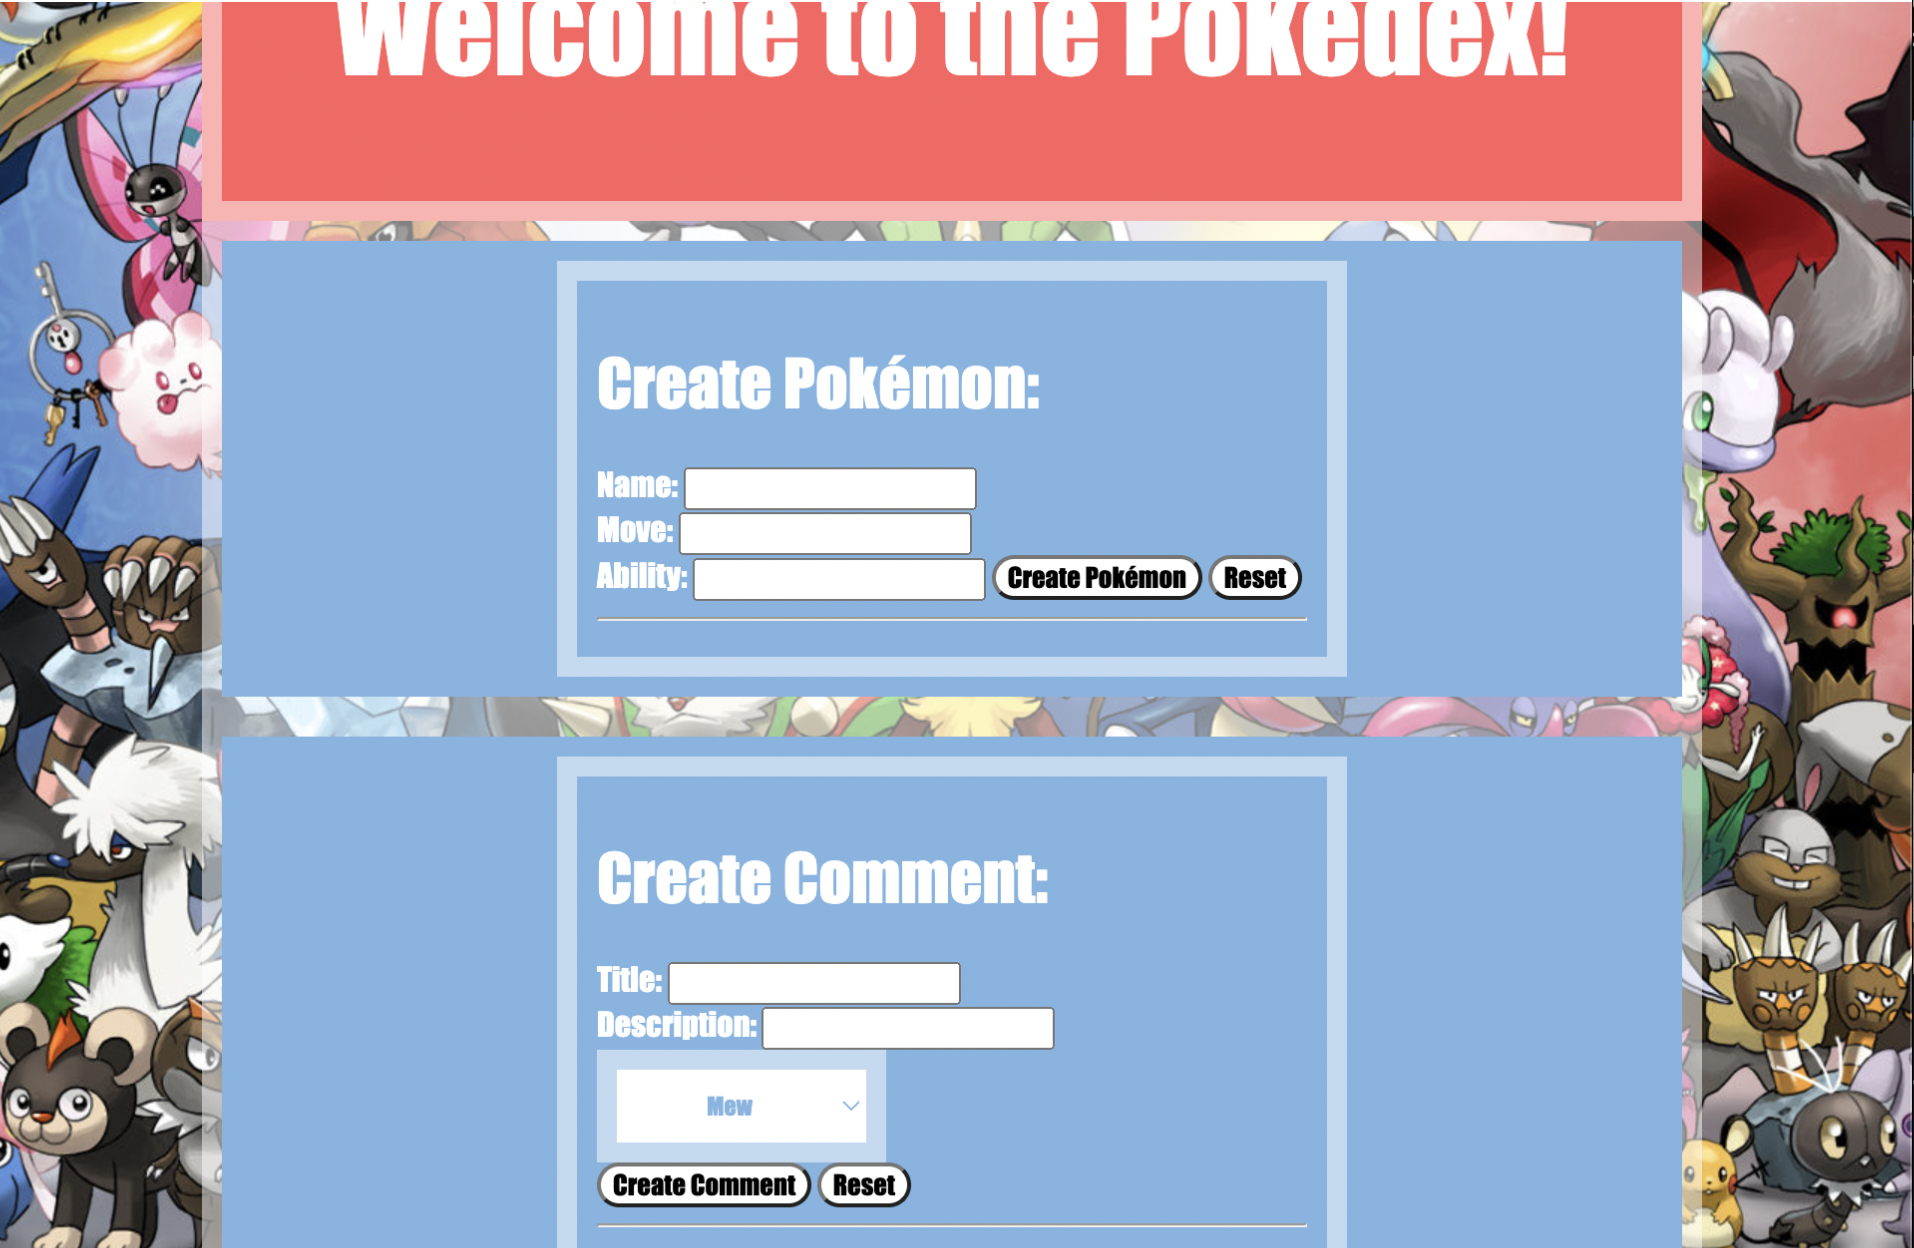 Welcome to the Pokédex!
Create Pokémon:
Name:
Move:
Ability: Create Pokémon Reset
Create Comment:
Title:
Description:
Mew
Create Comment Reset